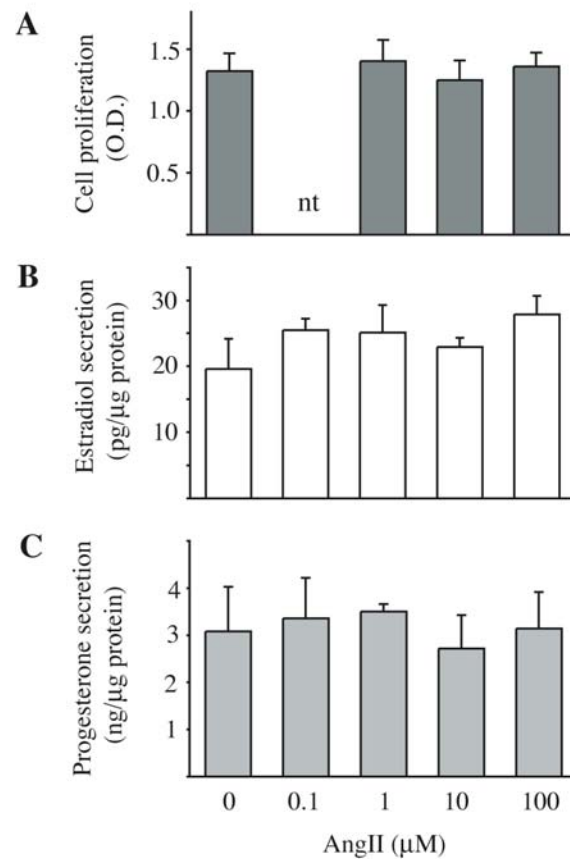 A
Cell proliferation
(O.D.)
1.5
1.0
0.5
nt
B
Estradiol secretion
(pg/µg protein)
30
20
10
C
Progesterone secretion
(ng/µg protein)
4
3
2
1
0 0.1 1 10 100
AngII (µM)